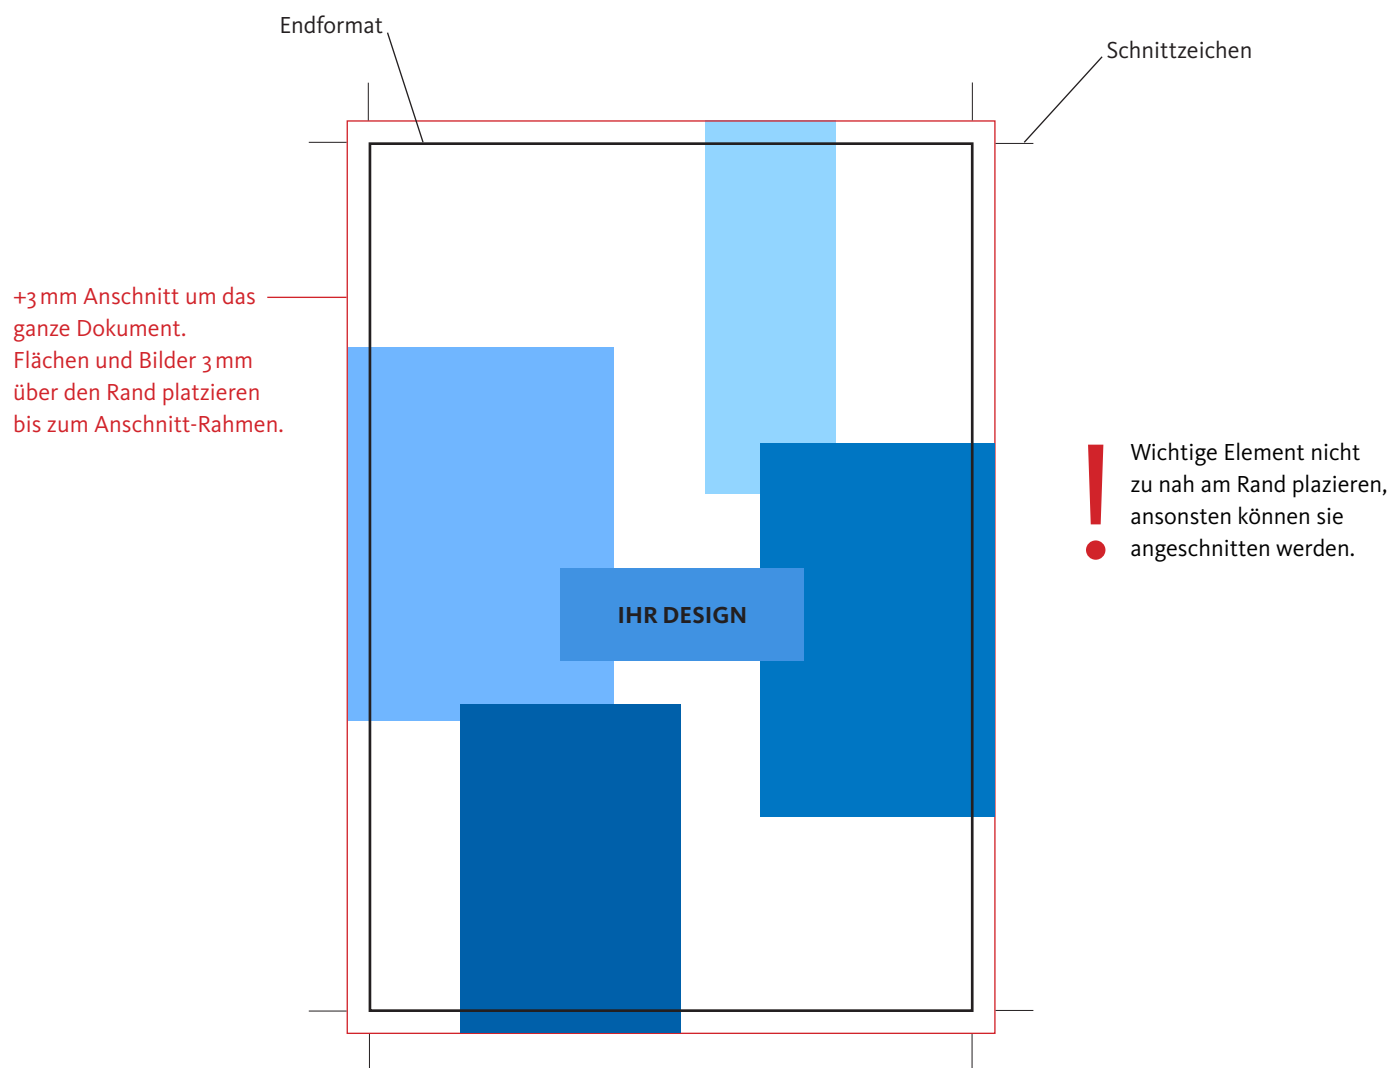 Endformat
Schnittzeichen
+3 mm Anschnitt um das
ganze Dokument.
Flächen und Bilder 3 mm
über den Rand platzieren
bis zum Anschnitt-Rahmen.
Wichtige Element nicht
zu nah am Rand plazieren,
ansonsten können sie
angeschnitten werden.
IHR DESIGN